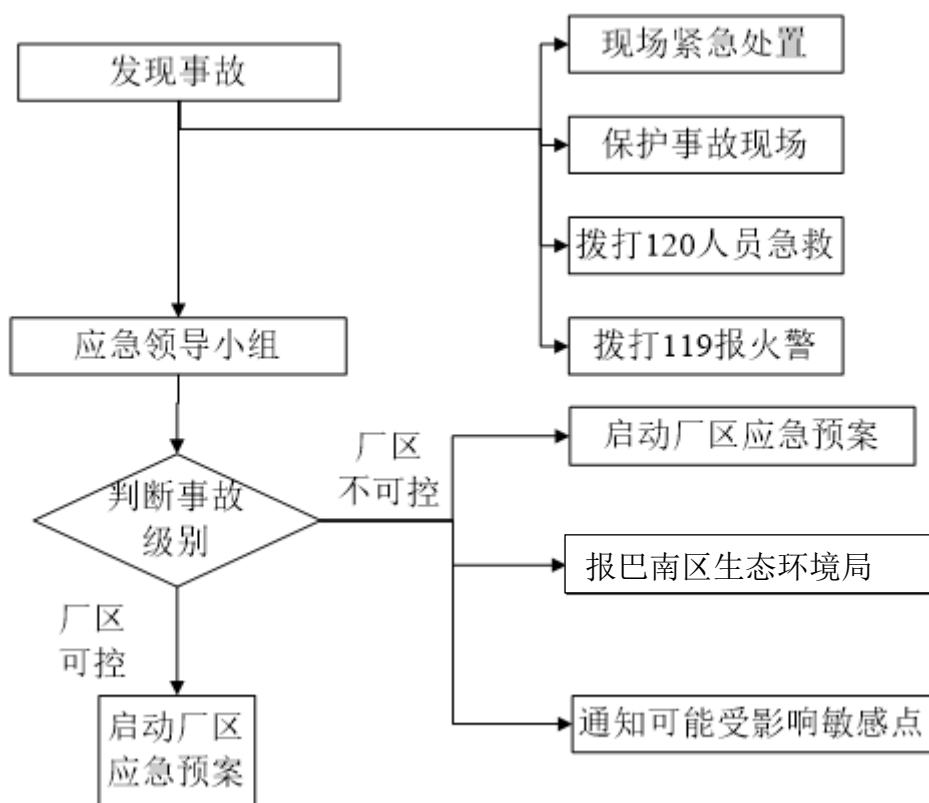 发现事故
现场紧急处置
保护事故现场
拨打120人员急救
拨打119报火警
应急领导小组
判断事故
级别
厂区
不可控
启动厂区应急预案
报巴南区生态环境局
通知可能受影响敏感点
厂区
可控
启动厂区
应急预案